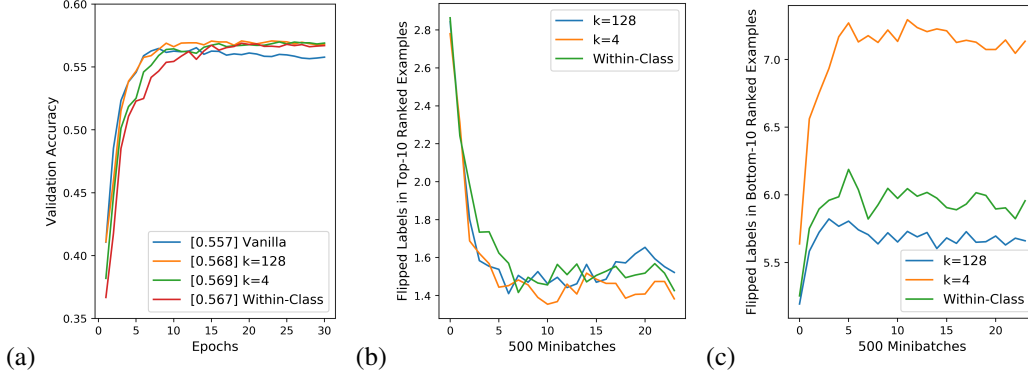 (a)
Validation Accuracy
0.60
0.55
0.50
0.45
0.40
0.35
0
5
10
15
20
25
30
Epochs
[0.557] Vanilla
[0.568] k=128
[0.569] k=4
[0.567] Within-Class
(b)
Flipped Labels in Top-10 Ranked Examples
2.8
2.6
2.4
2.2
2.0
1.8
1.6
1.4
0
5
10
15
20
500 Minibatches
k=128
k=4
Within-Class
(c)
Flipped Labels in Bottom-10 Ranked Examples
7.0
6.5
6.0
5.5
0
5
10
15
20
500 Minibatches
k=128
k=4
Within-Class